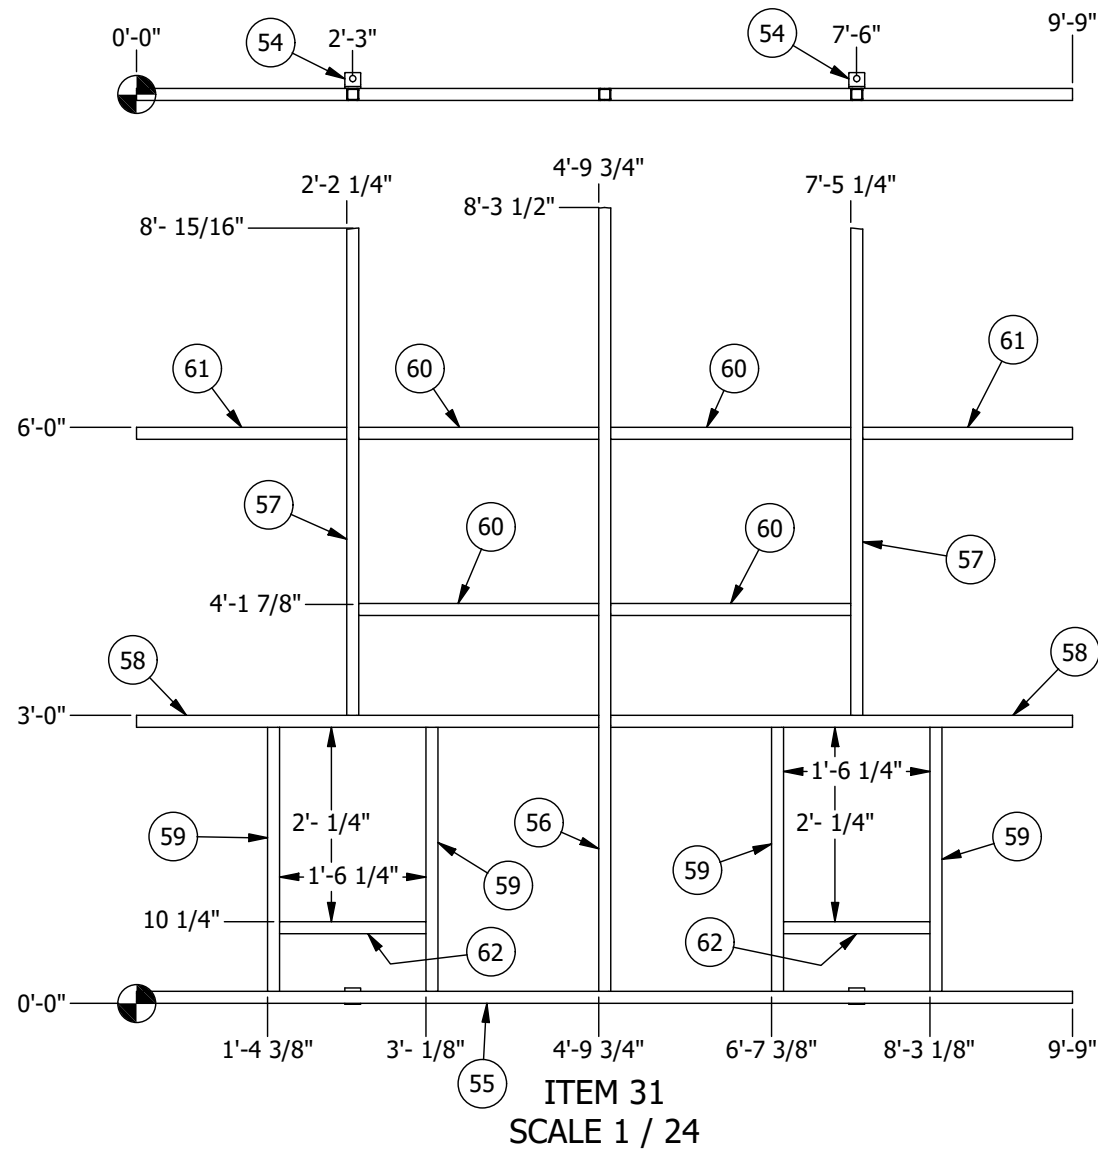 0'-0" 54 2'-3" 54 7'-6" 9'-9"
4'-9 3/4"
2'-2 1/4" 7'-5 1/4"
8'-3 1/2"
8'- 15/16"
61 60 60 61
6'-0"
57 60 60 57
4'-1 7/8"
58 58
3'-0"
1'-6 1/4"
59 2'- 1/4" 56 2'- 1/4" 59
1'-6 1/4" 59 59
10 1/4"
62 62
0'-0"
1'-4 3/8" 3'- 1/8" 4'-9 3/4" 6'-7 3/8" 8'-3 1/8" 9'-9"
55
ITEM 31
SCALE 1 / 24